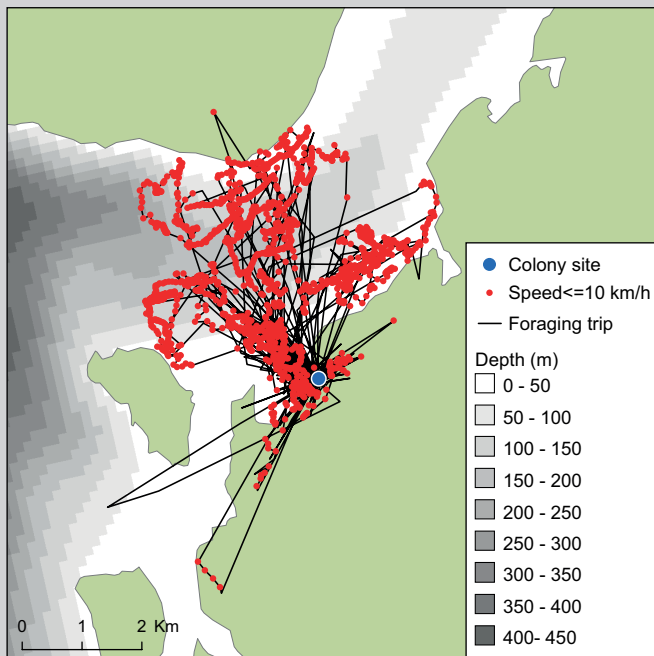 Colony site
Speed<=10 km/h
Foraging trip
Depth (m)
0 - 50
50 - 100
100 - 150
150 - 200
200 - 250
250 - 300
300 - 350
350 - 400
400- 450
0 1 2 Km